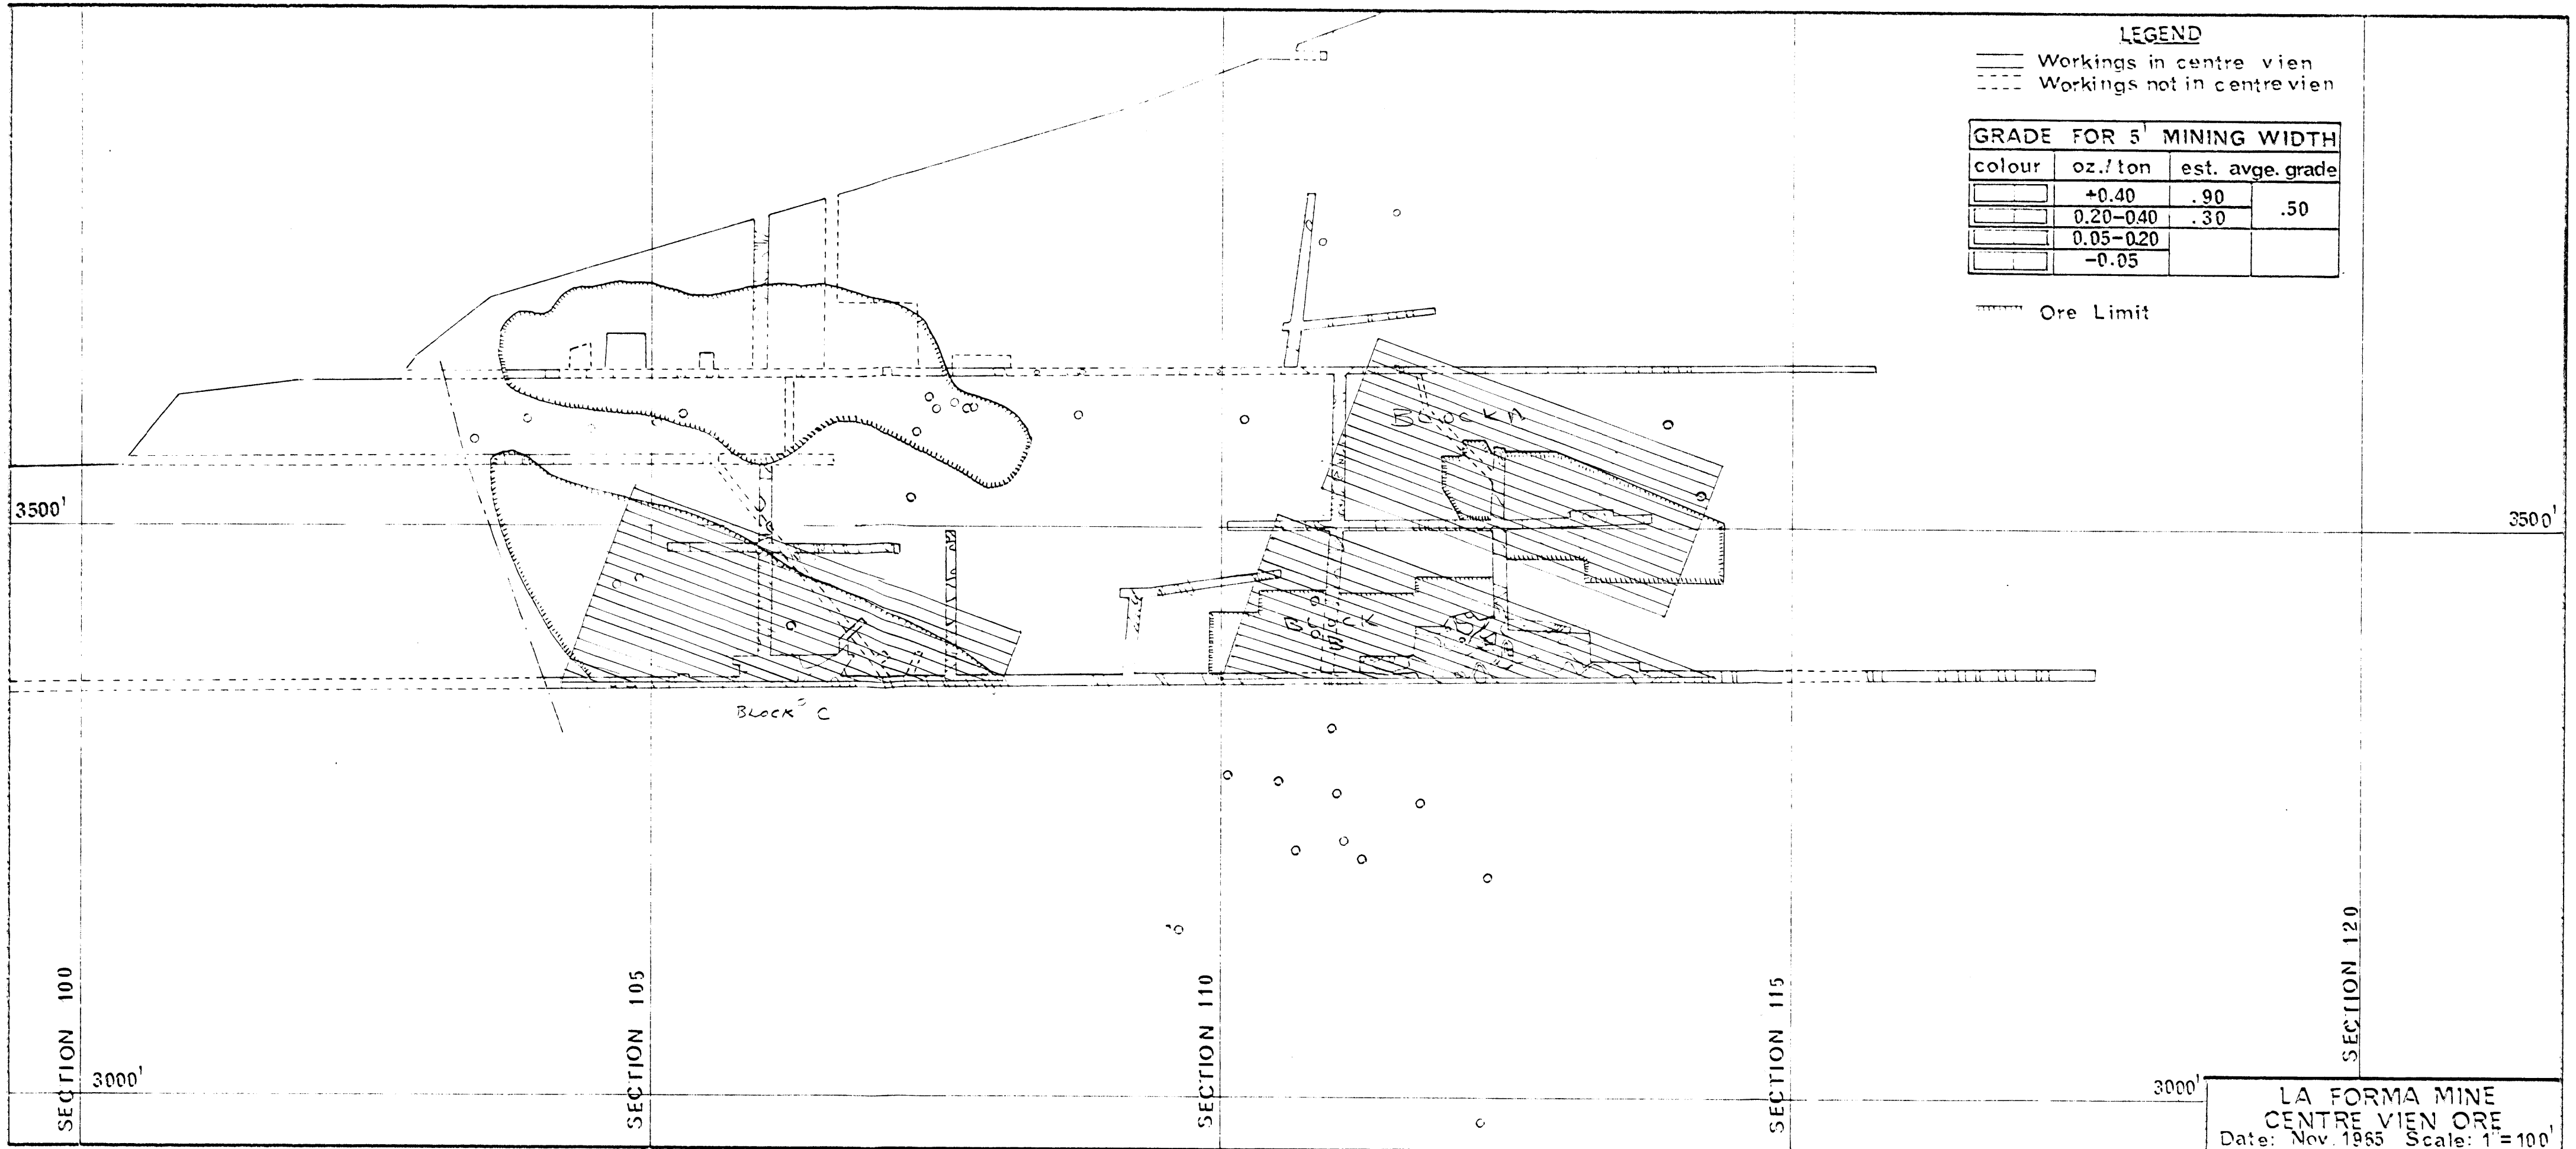 LEGEND
Workings in centre vien
Workings not in centre vien
GRADE FOR 5' MINING WIDTH
colour oz./ton est. avge. grade
+0.40 .90 .50
0.20-0.40 .30
0.05-0.20
-0.05
Ore Limit
BLOCK A
3500'
3500'
BLOCK B
BLOCK C
SECTION 100
SECTION 105
SECTION 110
SECTION 115
SECTION 120
3000'
3000'
LA FORMA MINE
CENTRE VIEN ORE
Date: Nov. 1965 Scale: 1"=100'